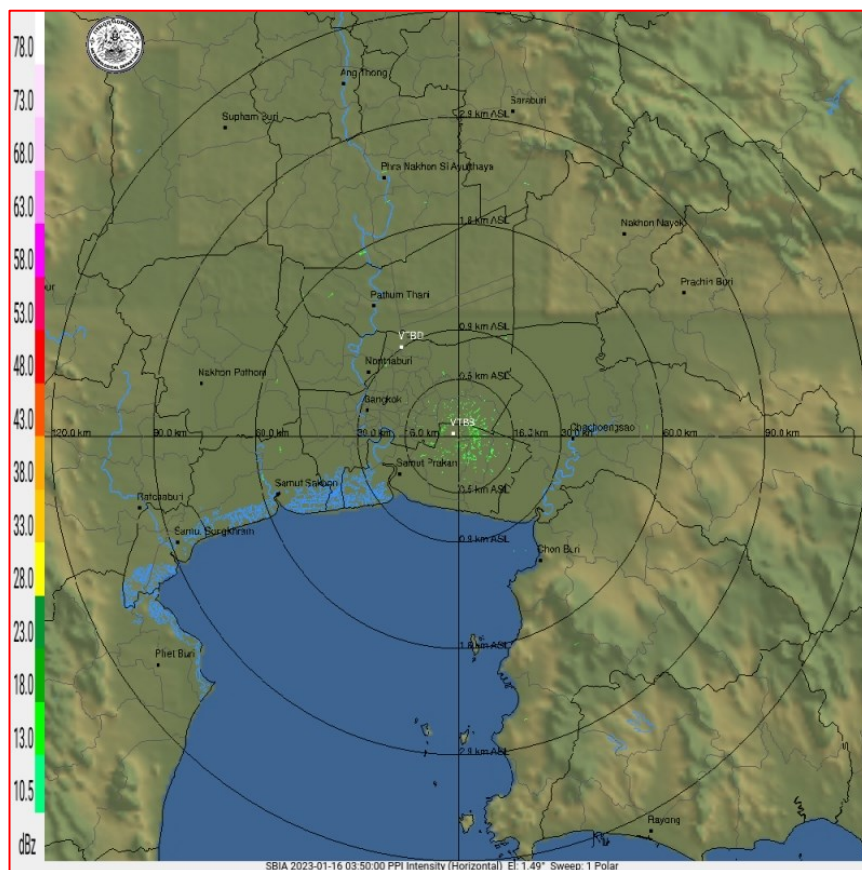 78.0
73.0
68.0
63.0
58.0
53.0
48.0
43.0
38.0
33.0
28.0
23.0
18.0
13.0
10.5
dBz
Ang Thong
Saraburi
Suphan Buri
2.9 km ASL
Phra Nakhon Si Ayutthaya
1.8 km ASL
Nakhon Nayok
Prachin Buri
Pathum Thani
0.9 km ASL
VTBD
Nonthaburi
Nakhon Pathom
0.5 km ASL
Bangkok
VTBS
Chachoengsao
120.0 km
90.0 km
60.0 km
30.0 km
16.0 km
16.0 km
30.0 km
60.0 km
90.0 km
Samut Prakan
0.5 km ASL
Samut Sakhon
Ratchaburi
Samut Songkhram
0.9 km ASL
Chon Buri
1.8 km ASL
Phet Buri
2.9 km ASL
Rayong
SBIA 2023-01-16 03:50:00 PPI Intensity (Horizontal) El: 1.49° Sweep: 1 Polar